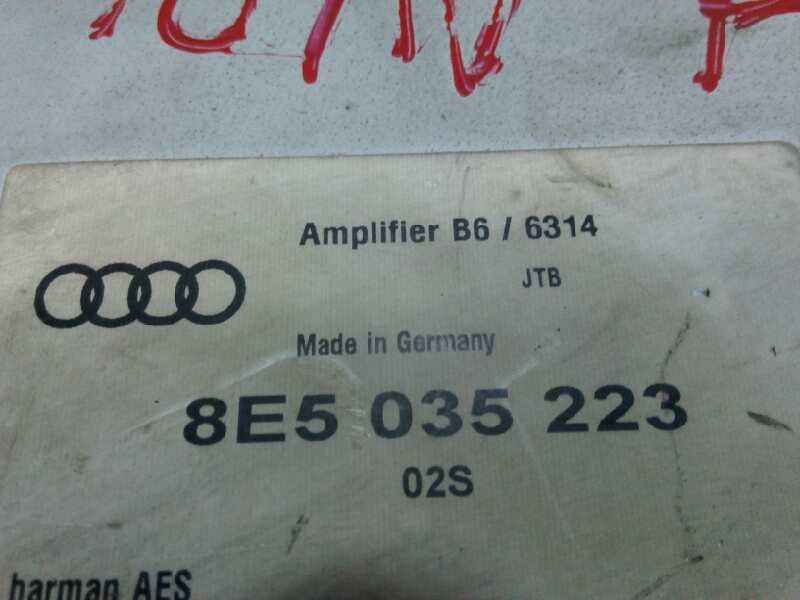 Amplifier B6 / 6314
JTB
Made in Germany
8E5 035 223
02S
harman AES